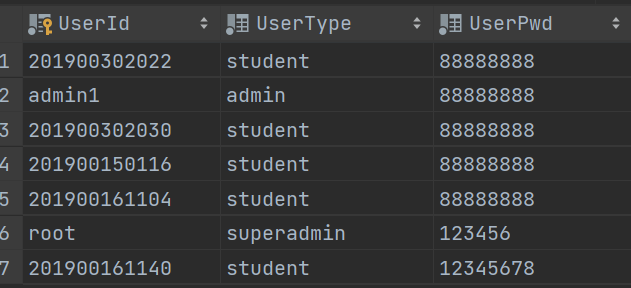 UserId UserType UserPwd
1 201900302022 student 88888888
2 admin1 admin 88888888
3 201900302030 student 88888888
4 201900150116 student 88888888
5 201900161104 student 88888888
6 root superadmin 123456
7 201900161140 student 12345678